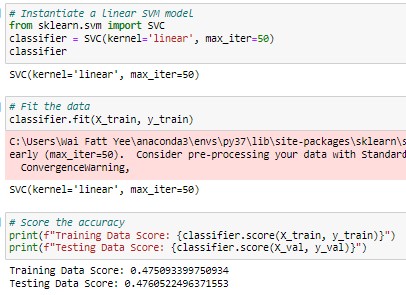 # Instantiate a linear SVM model
from sklearn.svm import SVC
classifier = SVC(kernel='linear', max_iter=50)
classifier
SVC(kernel='linear', max_iter=50)
# Fit the data
classifier.fit(X_train, y_train)
C:\Users\Wai Fatt Yee\anaconda3\envs\py37\lib\site-packages\sklearn\s
early (max_iter=50).  Consider pre-processing your data with Standard
  ConvergenceWarning,
SVC(kernel='linear', max_iter=50)
# Score the accuracy
print(f"Training Data Score: {classifier.score(X_train, y_train)}")
print(f"Testing Data Score: {classifier.score(X_val, y_val)}")
Training Data Score: 0.475093399750934
Testing Data Score: 0.4760522496371553